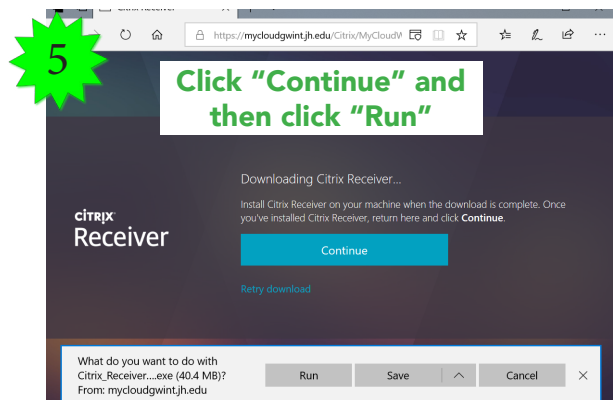 Citrix Receiver
5
https://mycloudgwint.jh.edu/Citrix/MyCloudW
Click “Continue” and
then click “Run”
Downloading Citrix Receiver...
Install Citrix Receiver on your machine when the download is complete. Once
you've installed Citrix Receiver, return here and click Continue.
CİTRIX
Receiver
Continue
Retry download
What do you want to do with
Citrix_Receiver....exe (40.4 MB)?
From: mycloudgwint.jh.edu
Run
Save
Cancel